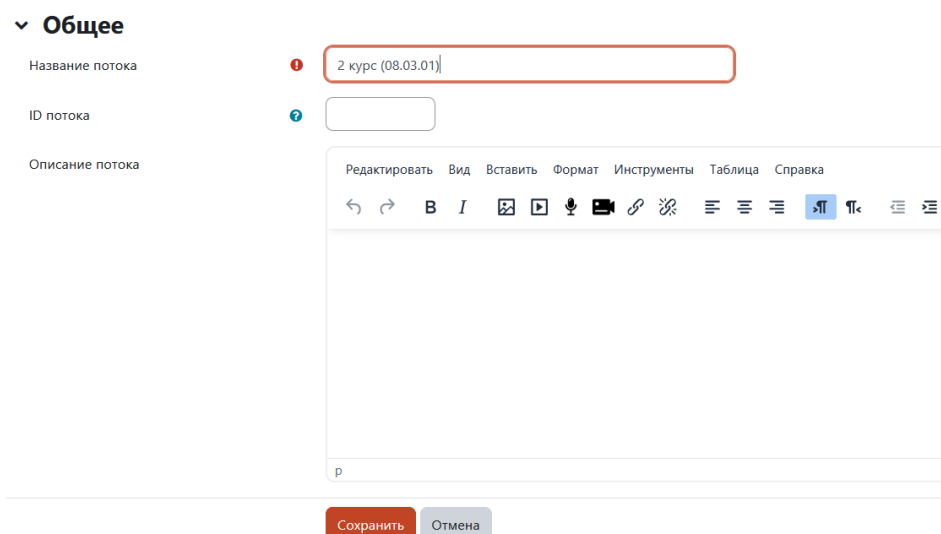 Общее
Название потока
2 курс (08.03.01)
ID потока
Описание потока
Редактировать Вид Вставить Формат Инструменты Таблица Справка
B I
p
Сохранить Отмена